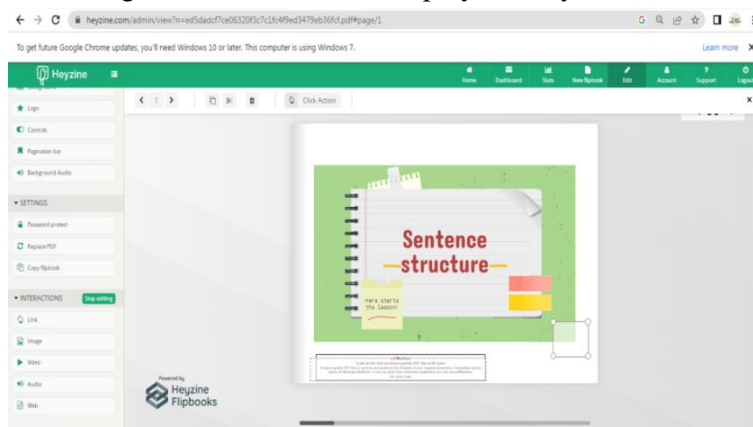 heyzine.com/admin/view?n=ed5dadcf7ce06320f3c7c1fc4f9ed3479eb36fcf.pdf#page/1
To get future Google Chrome updates, you'll need Windows 10 or later. This computer is using Windows 7.
Learn more
Heyzine
Home Dashboard Stats New flipbook Edit Account Support Logout
1
Click Action
Logo
Controls
Pagination bar
Background Audio
SETTINGS
Password protect
Replace PDF
Copy flipbook
INTERACTIONS Stop editing
Link
Image
Video
Audio
Web
Sentence
structure
Here starts
the lesson
Powered by
Heyzine
Flipbooks